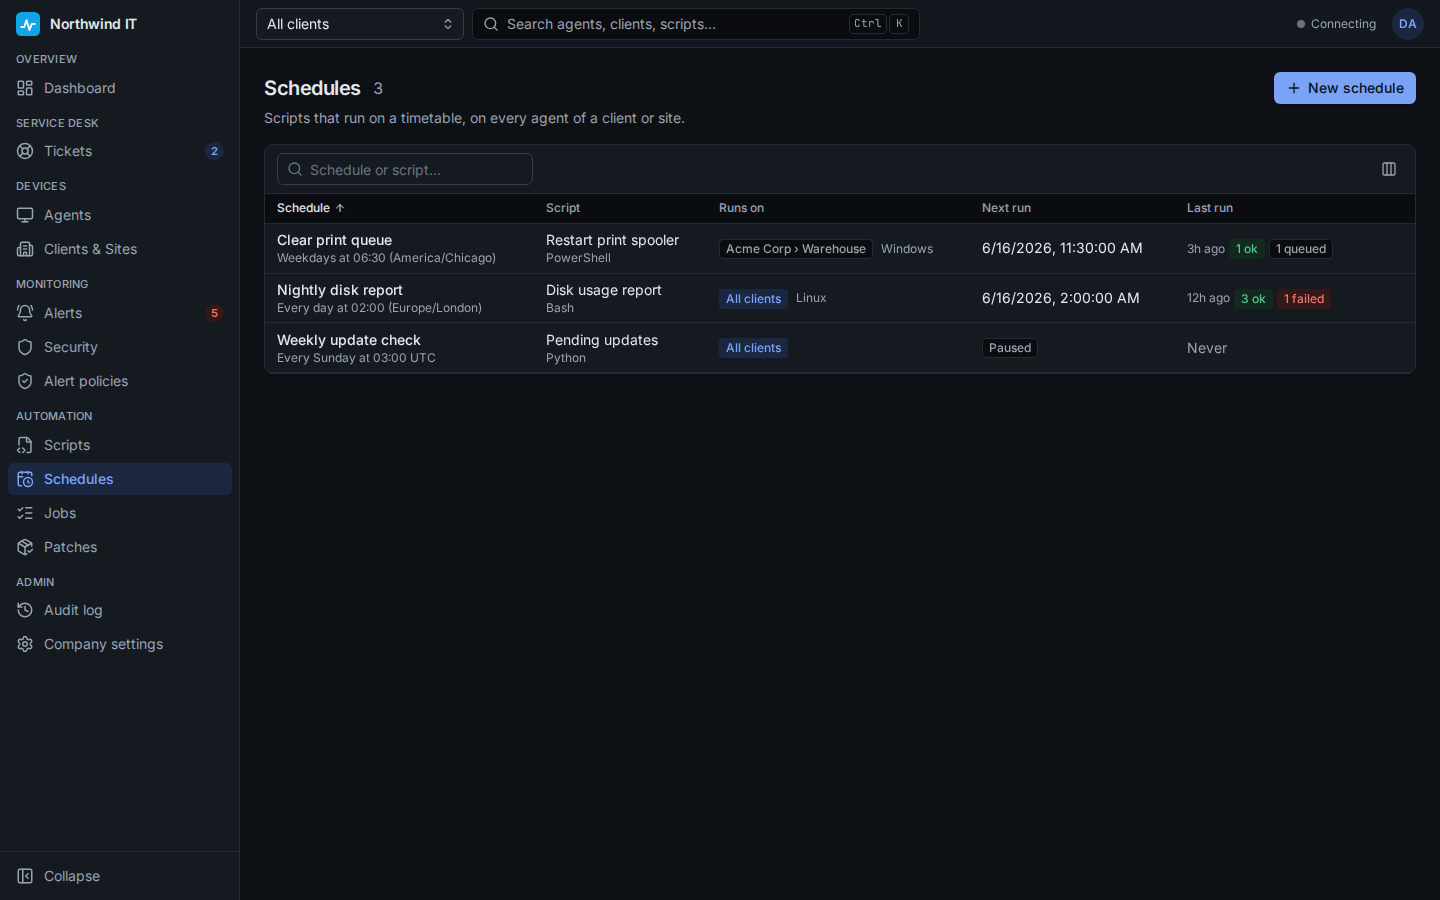 Northwind IT
OVERVIEW
Dashboard
SERVICE DESK
Tickets 2
DEVICES
Agents
Clients & Sites
MONITORING
Alerts 5
Security
Alert policies
AUTOMATION
Scripts
Schedules
Jobs
Patches
ADMIN
Audit log
Company settings
Collapse
All clients
Search agents, clients, scripts... Ctrl K
Connecting DA
Schedules 3
New schedule
Scripts that run on a timetable, on every agent of a client or site.
Schedule or script...
Schedule Script Runs on Next run Last run
Clear print queue Restart print spooler Acme Corp › Warehouse Windows 6/16/2026, 11:30:00 AM 3h ago 1 ok 1 queued
Weekdays at 06:30 (America/Chicago) PowerShell
Nightly disk report Disk usage report All clients Linux 6/16/2026, 2:00:00 AM 12h ago 3 ok 1 failed
Every day at 02:00 (Europe/London) Bash
Weekly update check Pending updates All clients Paused Never
Every Sunday at 03:00 UTC Python